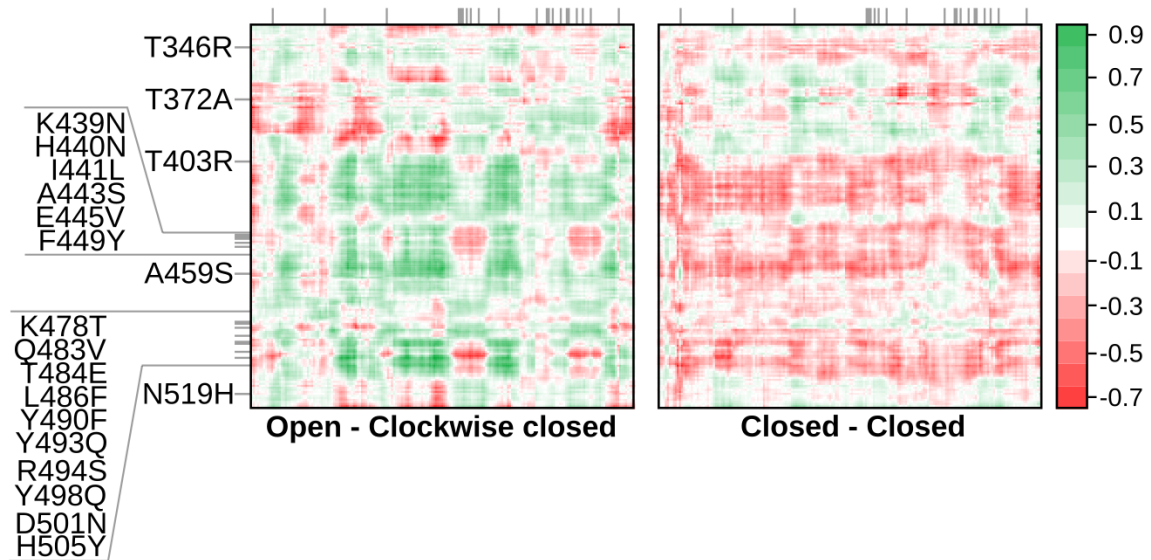 T346R
T372A
K439N
H440N
I441L
A443S
E445V
F449Y
T403R
A459S
K478T
Q483V
T484E
L486F
Y490F
Y493Q
R494S
Y498Q
D501N
H505Y
N519H
Open - Clockwise closed
Closed - Closed
0.9
0.7
0.5
0.3
0.1
-0.1
-0.3
-0.5
-0.7